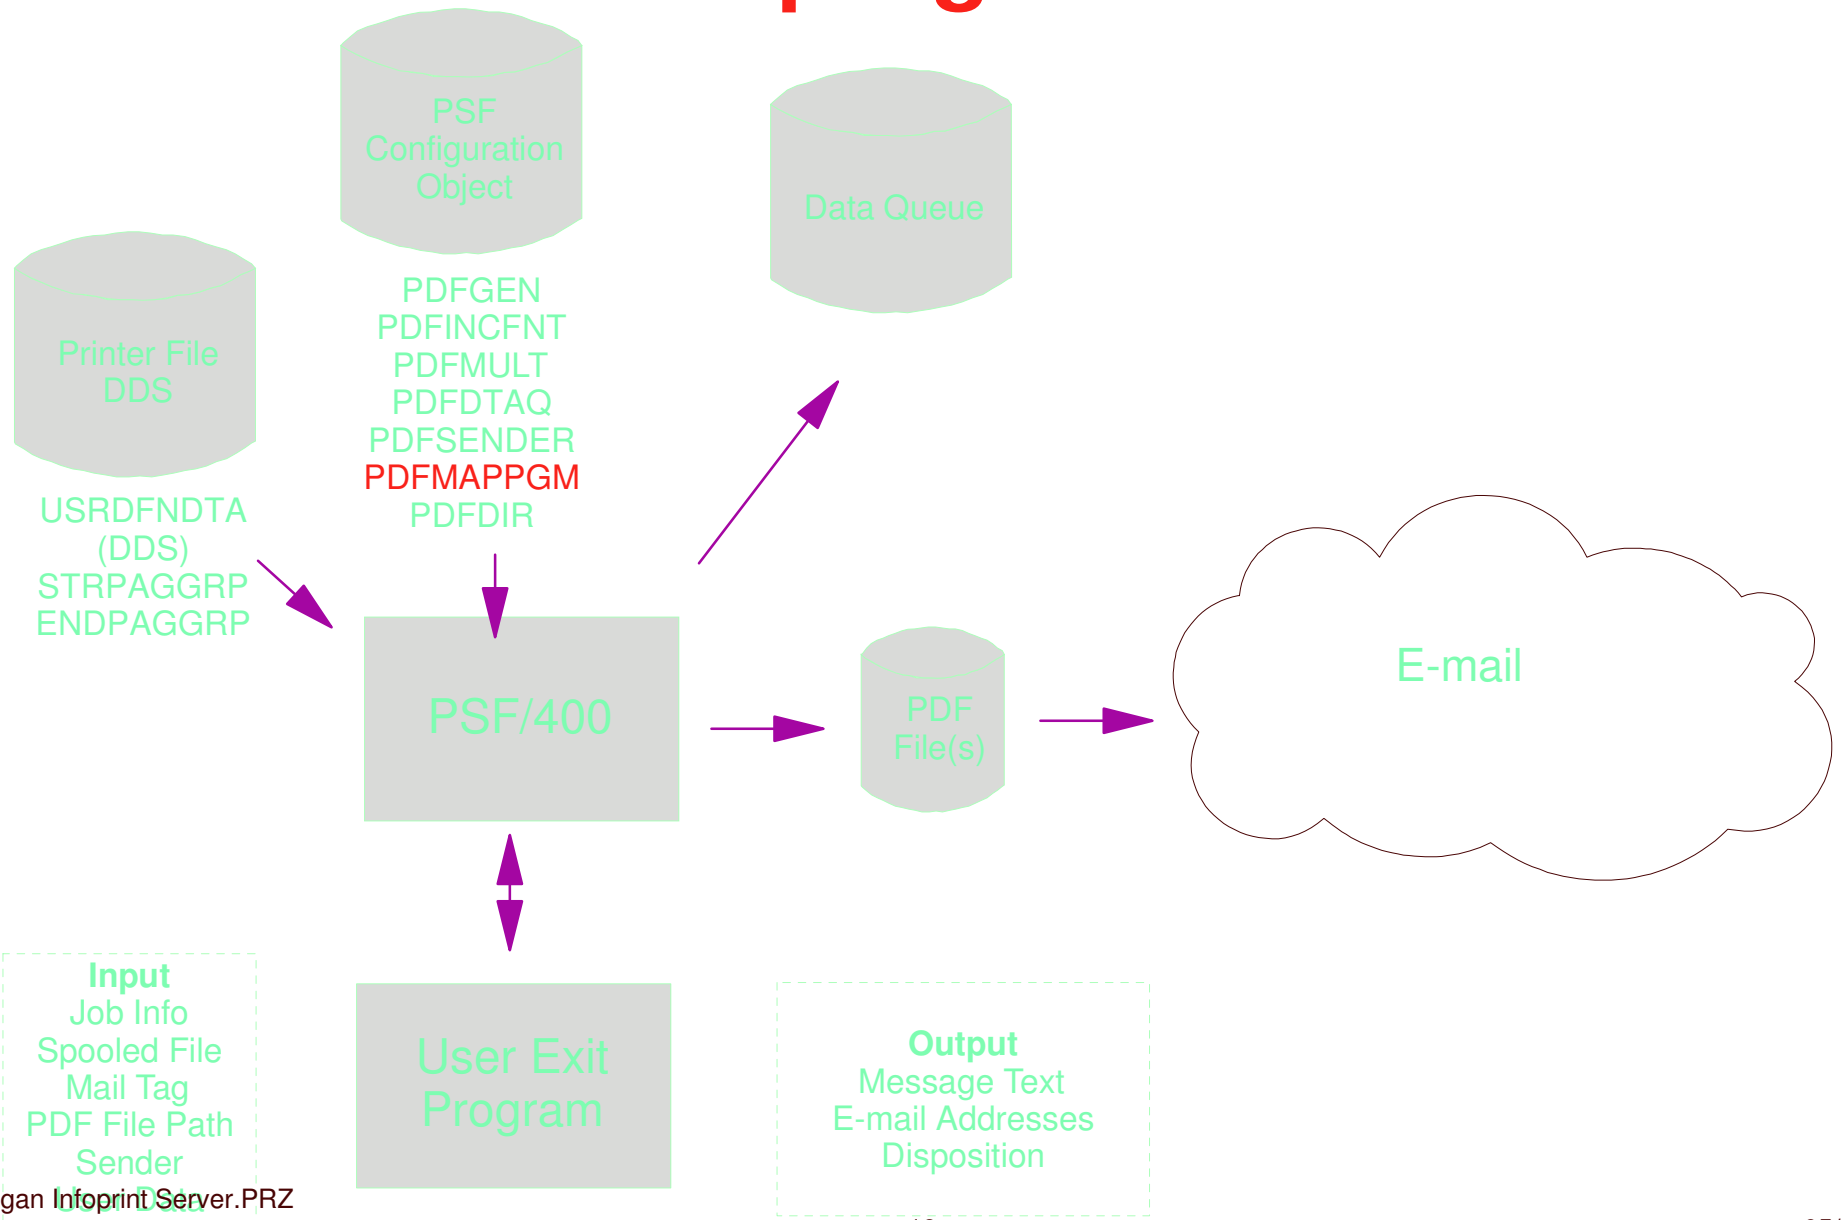 PSF
Configuration
Object
Data Queue
Printer File
DDS
PDFGEN
PDFINCFNT
PDFMULT
PDFDTAQ
PDFSENDER
PDFMAPPGM
PDFDIR
USRDFNDTA
(DDS)
STRPAGGRP
ENDPAGGRP
PSF/400
PDF
File(s)
E-mail
User Exit
Program
Input
Job Info
Spooled File
Mail Tag
PDF File Path
Sender
User Data
Output
Message Text
E-mail Addresses
Disposition
gan Infoprint Server.PRZ